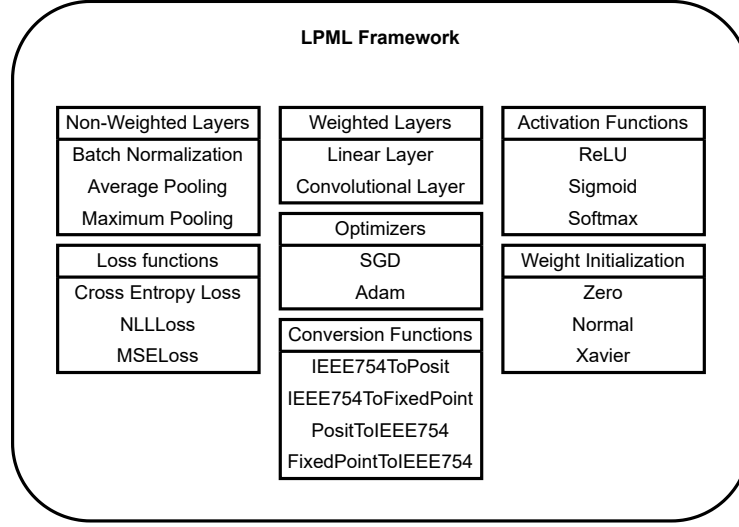 LPML Framework
Non-Weighted Layers
Batch Normalization
Average Pooling
Maximum Pooling
Loss functions
Cross Entropy Loss
NLLLoss
MSELoss
Weighted Layers
Linear Layer
Convolutional Layer
Optimizers
SGD
Adam
Conversion Functions
IEEE754ToPosit
IEEE754ToFixedPoint
PositToIEEE754
FixedPointToIEEE754
Activation Functions
ReLU
Sigmoid
Softmax
Weight Initialization
Zero
Normal
Xavier